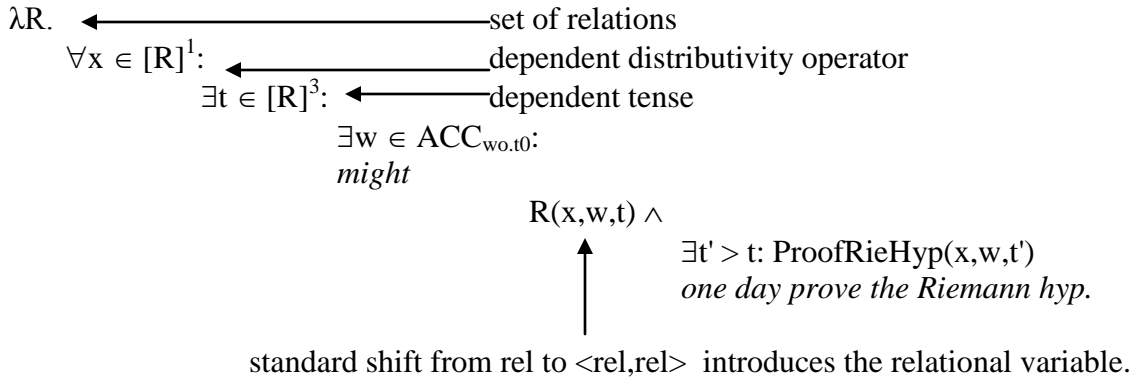 λR. set of relations
∀x ∈ [R]¹: dependent distributivity operator
∃t ∈ [R]³: dependent tense
∃w ∈ ACCwo.t0:
might
R(x,w,t) ∧
∃t' > t: ProofRieHyp(x,w,t')
one day prove the Riemann hyp.
standard shift from rel to <rel,rel> introduces the relational variable.